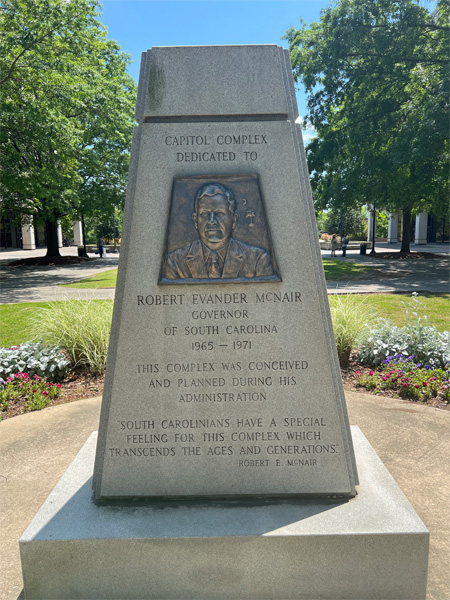 CAPITOL COMPLEX
DEDICATED TO
ROBERT EVANDER McNAIR
GOVERNOR
OF SOUTH CAROLINA
1965 — 1971
THIS COMPLEX WAS CONCEIVED
AND PLANNED DURING HIS
ADMINISTRATION
"SOUTH CAROLINIANS HAVE A SPECIAL
FEELING FOR THIS COMPLEX WHICH
TRANSCENDS THE AGES AND GENERATIONS."
ROBERT E. McNAIR